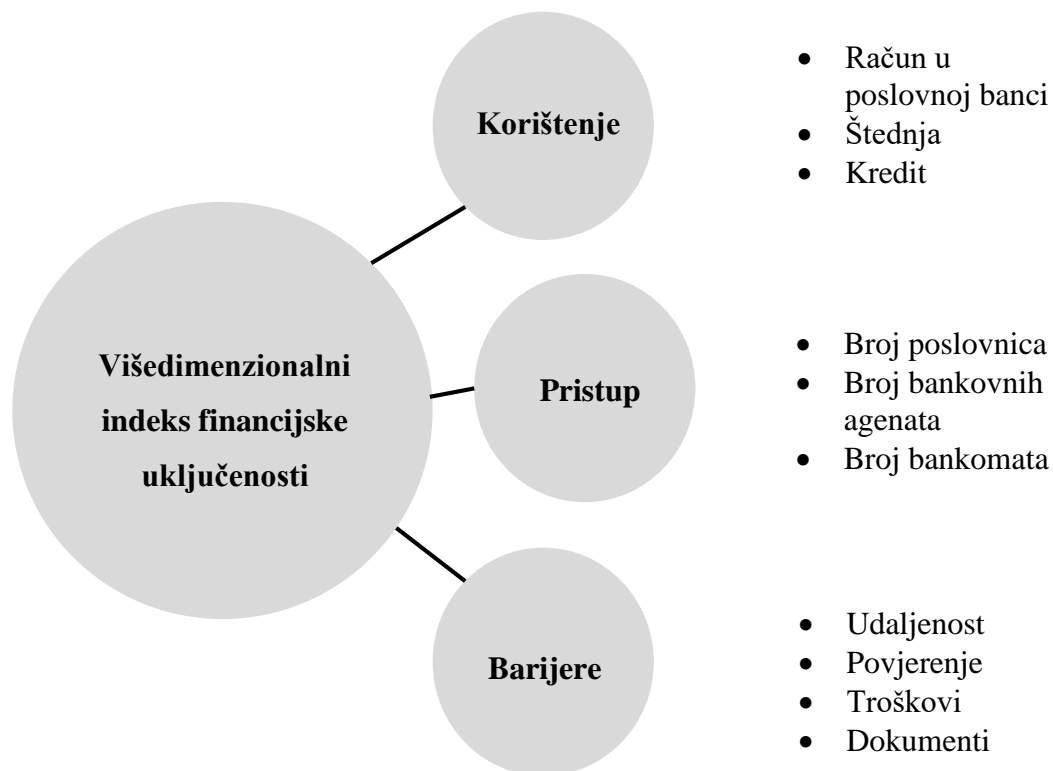 Višedimenzionalni
indeks financijske
uključenosti
Korištenje
• Račun u
poslovnoj banci
• Štednja
• Kredit
Pristup
• Broj poslovnica
• Broj bankovnih
agenata
• Broj bankomata
Barijere
• Udaljenost
• Povjerenje
• Troškovi
• Dokumenti